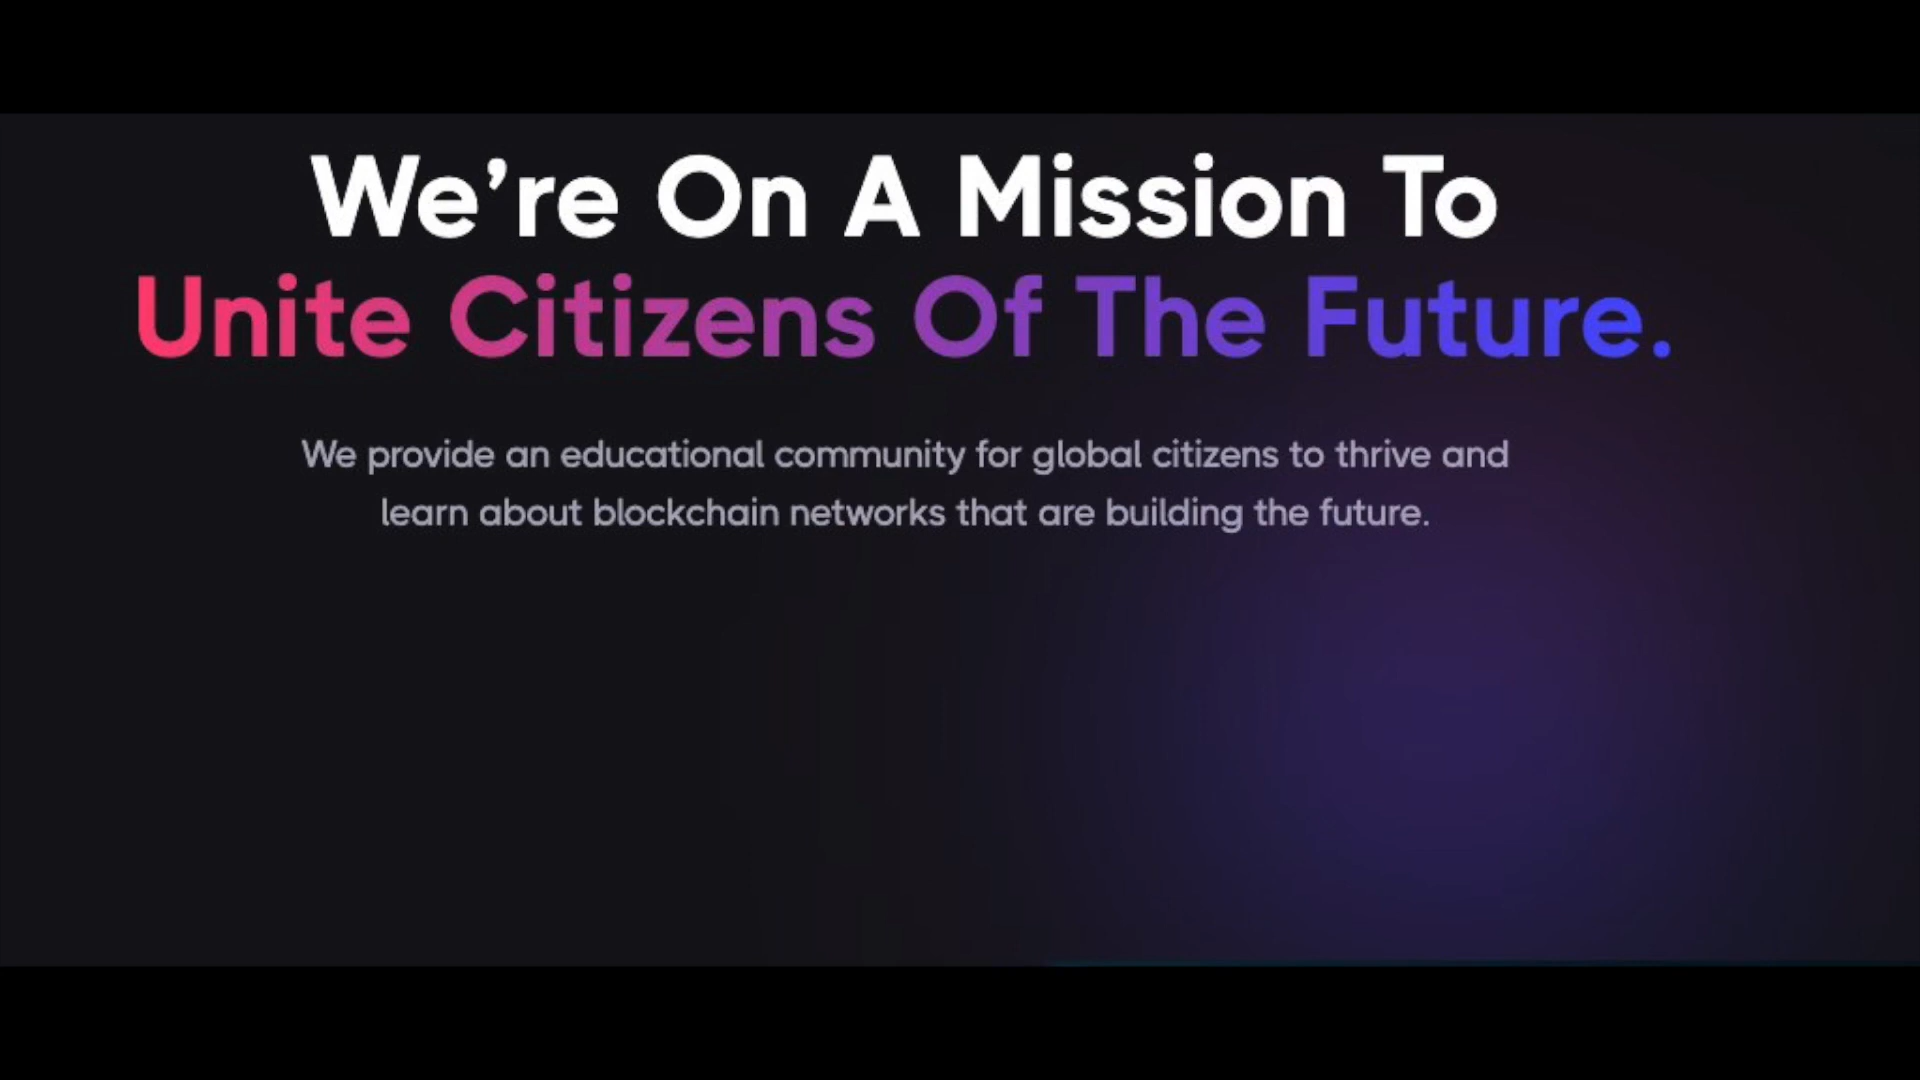 We’re On A Mission To
Unite Citizens Of The Future.
We provide an educational community for global citizens to thrive and
learn about blockchain networks that are building the future.